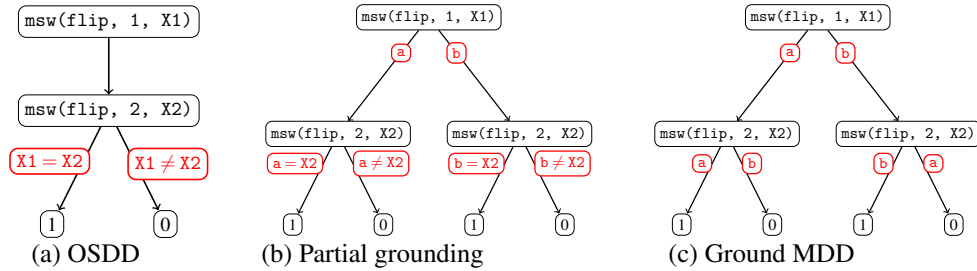 msw(flip, 1, X1)
msw(flip, 2, X2)
X1 = X2
X1 ≠ X2
1
0
(a) OSDD
msw(flip, 1, X1)
a
b
msw(flip, 2, X2)
msw(flip, 2, X2)
a = X2
a ≠ X2
b = X2
b ≠ X2
1
0
1
0
(b) Partial grounding
msw(flip, 1, X1)
a
b
msw(flip, 2, X2)
msw(flip, 2, X2)
a
b
b
a
1
0
1
0
(c) Ground MDD